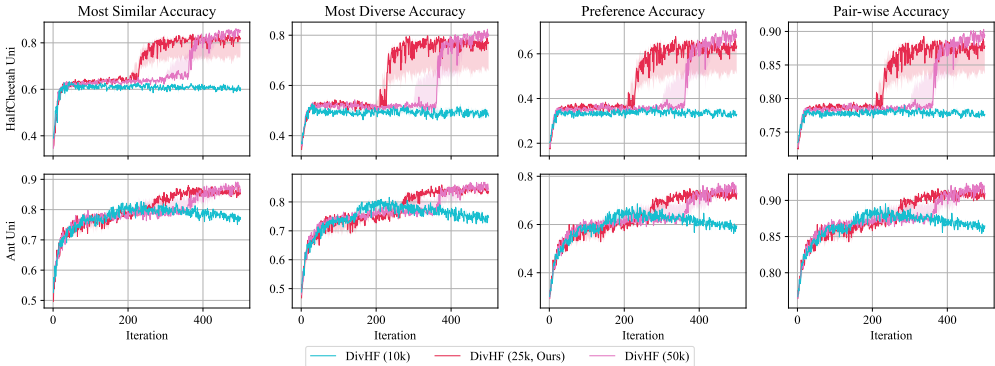 Most Similar Accuracy
Most Diverse Accuracy
Preference Accuracy
Pair-wise Accuracy
HalfCheetah Uni
0.8
0.6
0.4
0.8
0.6
0.4
0.6
0.4
0.2
0.90
0.85
0.80
0.75
Ant Uni
0.9
0.8
0.7
0.6
0.5
0.9
0.8
0.7
0.6
0.5
0.8
0.6
0.4
0.90
0.85
0.80
0 200 400
0 200 400
0 200 400
0 200 400
Iteration
Iteration
Iteration
Iteration
DivHF (10k)
DivHF (25k, Ours)
DivHF (50k)